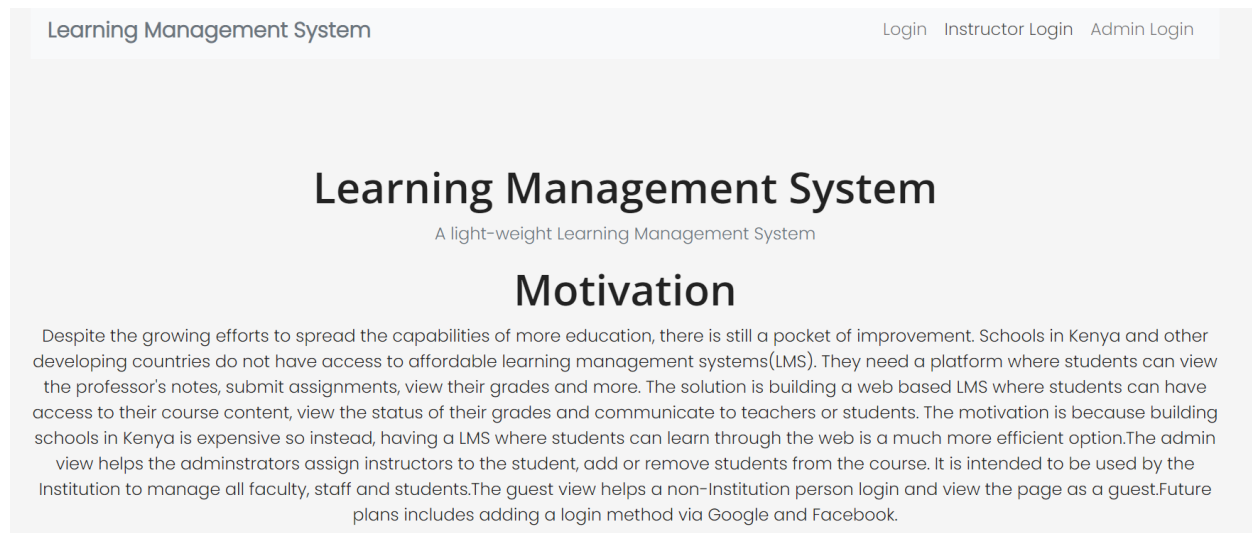 Learning Management System
Login Instructor Login Admin Login
Learning Management System
A light-weight Learning Management System
Motivation
Despite the growing efforts to spread the capabilities of more education, there is still a pocket of improvement. Schools in Kenya and other
developing countries do not have access to affordable learning management systems(LMS). They need a platform where students can view
the professor's notes, submit assignments, view their grades and more. The solution is building a web based LMS where students can have
access to their course content, view the status of their grades and communicate to teachers or students. The motivation is because building
schools in Kenya is expensive so instead, having a LMS where students can learn through the web is a much more efficient option.The admin
view helps the adminstrators assign instructors to the student, add or remove students from the course. It is intended to be used by the
Institution to manage all faculty, staff and students.The guest view helps a non-Institution person login and view the page as a guest.Future
plans includes adding a login method via Google and Facebook.